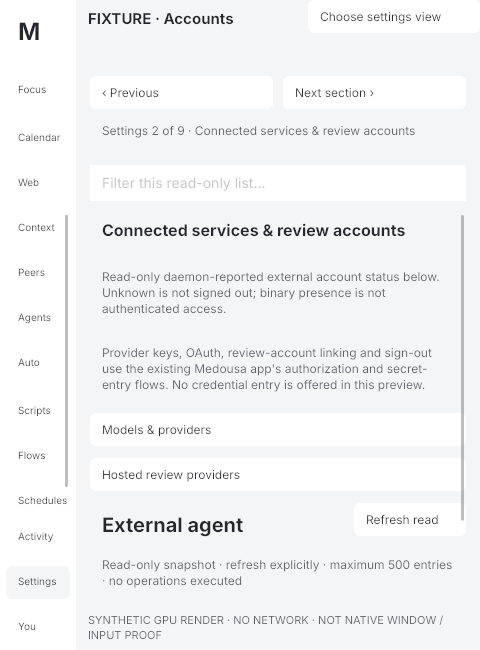 M
FIXTURE · Accounts
Choose settings view
Focus
Calendar
Web
Context
Peers
Agents
Auto
Scripts
Flows
Schedules
Activity
Settings
You
‹ Previous
Next section ›
Settings 2 of 9 · Connected services & review accounts
Filter this read-only list...
Connected services & review accounts
Read-only daemon-reported external account status below.
Unknown is not signed out; binary presence is not
authenticated access.
Provider keys, OAuth, review-account linking and sign-out
use the existing Medousa app's authorization and secret-
entry flows. No credential entry is offered in this preview.
Models & providers
Hosted review providers
External agent
Refresh read
Read-only snapshot · refresh explicitly · maximum 500 entries
· no operations executed
SYNTHETIC GPU RENDER · NO NETWORK · NOT NATIVE WINDOW /
INPUT PROOF